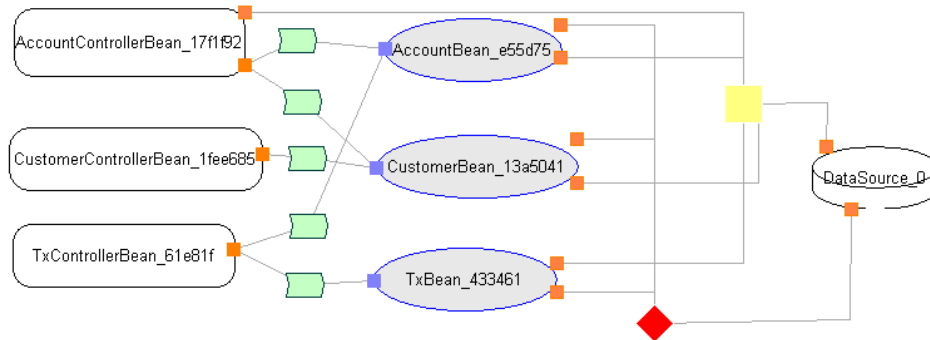 AccountControllerBean_17f1f92
AccountBean_e55d75
CustomerControllerBean_1fee685
CustomerBean_13a5041
DataSource_0
TxControllerBean_61e81f
TxBean_433461